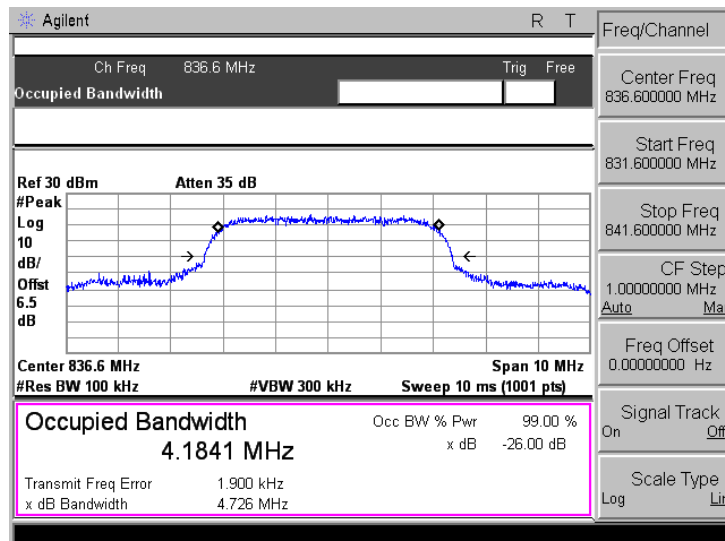 Agilent R T
Ch Freq 836.6 MHz Trig Free
Occupied Bandwidth
Ref 30 dBm Atten 35 dB
#Peak
Log
10
dB/
Offst
6.5
dB
Center 836.6 MHz Span 10 MHz
#Res BW 100 kHz #VBW 300 kHz Sweep 10 ms (1001 pts)
Occupied Bandwidth Occ BW % Pwr 99.00 %
4.1841 MHz x dB -26.00 dB
Transmit Freq Error 1.900 kHz
x dB Bandwidth 4.726 MHz
Freq/Channel
Center Freq
836.600000 MHz
Start Freq
831.600000 MHz
Stop Freq
841.600000 MHz
CF Step
1.00000000 MHz
Auto Ma
Freq Offset
0.00000000 Hz
Signal Track
On Off
Scale Type
Log Lin